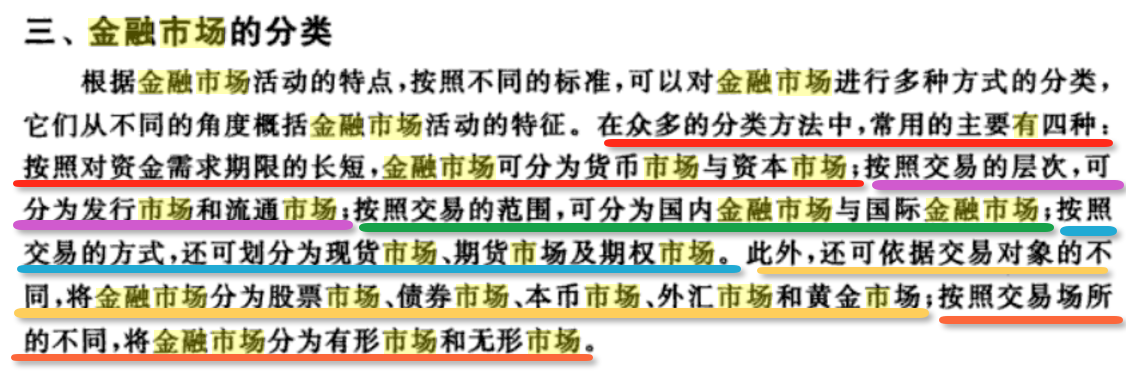 三、金融市场的分类
根据金融市场活动的特点,按照不同的标准,可以对金融市场进行多种方式的分类,
它们从不同的角度概括金融市场活动的特征。在众多的分类方法中,常用的主要有四种:
按照对资金需求期限的长短,金融市场可分为货币市场与资本市场;按照交易的层次,可
分为发行市场和流通市场;按照交易的范围,可分为国内金融市场与国际金融市场;按照
交易的方式,还可划分为现货市场、期货市场及期权市场。此外,还可依据交易对象的不
同,将金融市场分为股票市场、债券市场、本币市场、外汇市场和黄金市场;按照交易场所
的不同,将金融市场分为有形市场和无形市场。